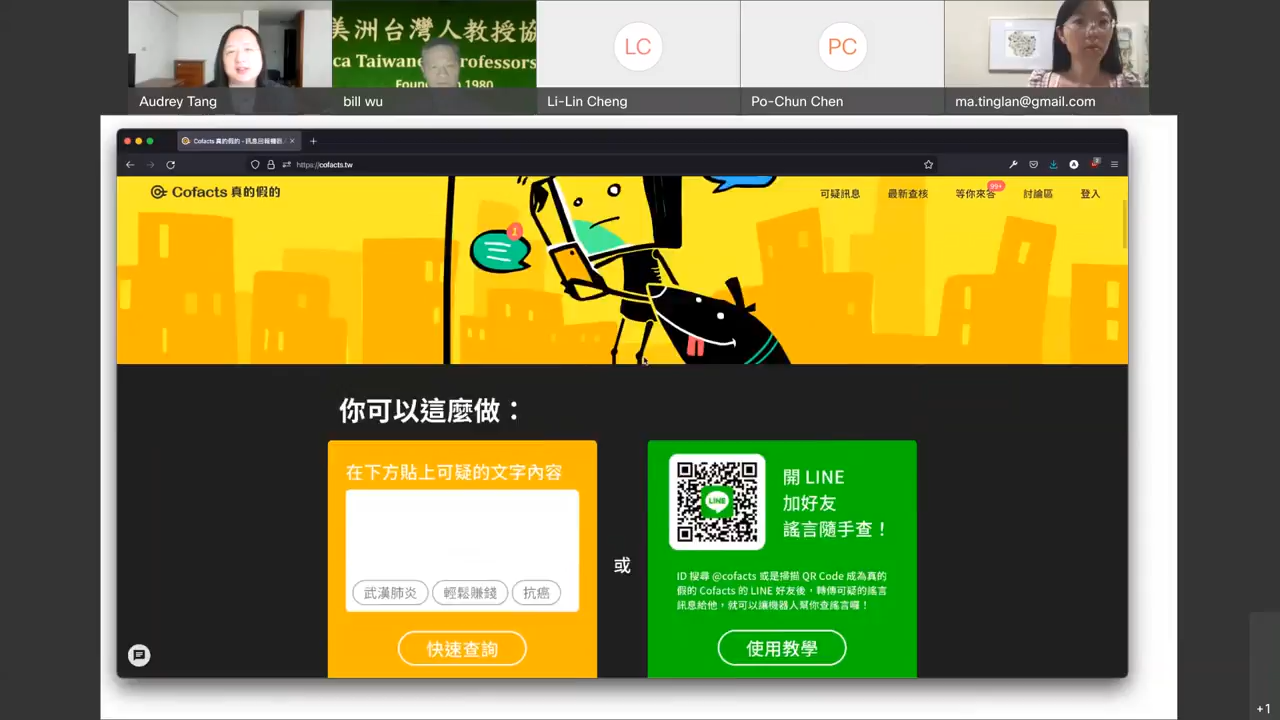 美洲台灣人教授協
ca Taiwane Professors
Foun n 1980
LC
PC
Audrey Tang
bill wu
Li-Lin Cheng
Po-Chun Chen
ma.tinglan@gmail.com
Cofacts 真的假的 - 訊息回報機器
https://cofacts.tw
Cofacts 真的假的
可疑訊息
最新查核
等你來答
99+
討論區
登入
1
你可以這麼做：
在下方貼上可疑的文字內容
武漢肺炎
輕鬆賺錢
抗癌
快速查詢
或
LINE
開 LINE
加好友
謠言隨手查！
ID 搜尋 @cofacts 或是掃描 QR Code 成為真的
假的 Cofacts 的 LINE 好友後，轉傳可疑的謠言
訊息給他，就可以讓機器人幫你查謠言囉！
使用教學
+1